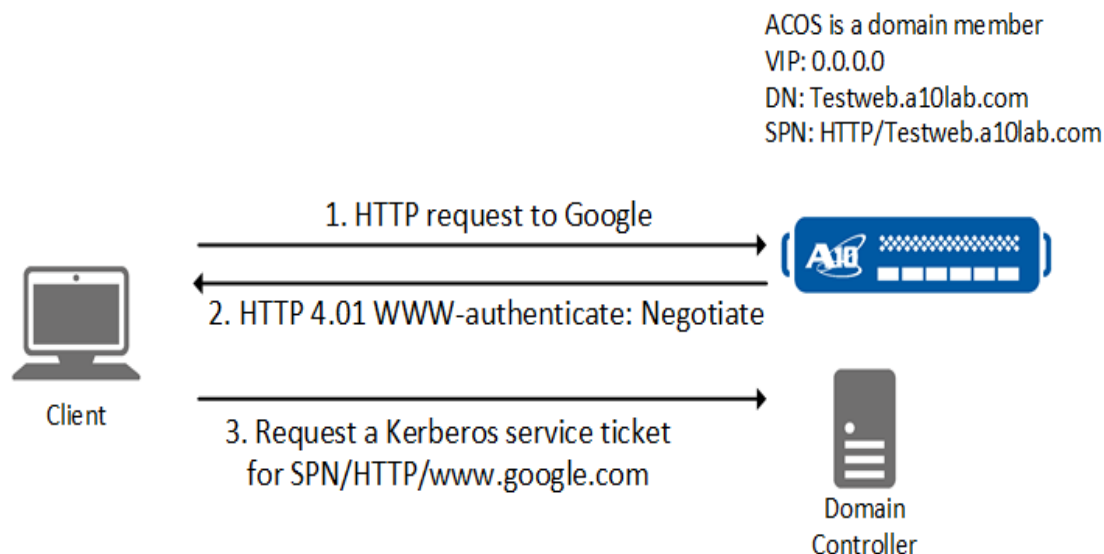 ACOS is a domain member
VIP: 0.0.0.0
DN: Testweb.a10lab.com
SPN: HTTP/Testweb.a10lab.com
1. HTTP request to Google
A10
2. HTTP 4.01 WWW-authenticate: Negotiate
Client
3. Request a Kerberos service ticket
for SPN/HTTP/www.google.com
Domain
Controller